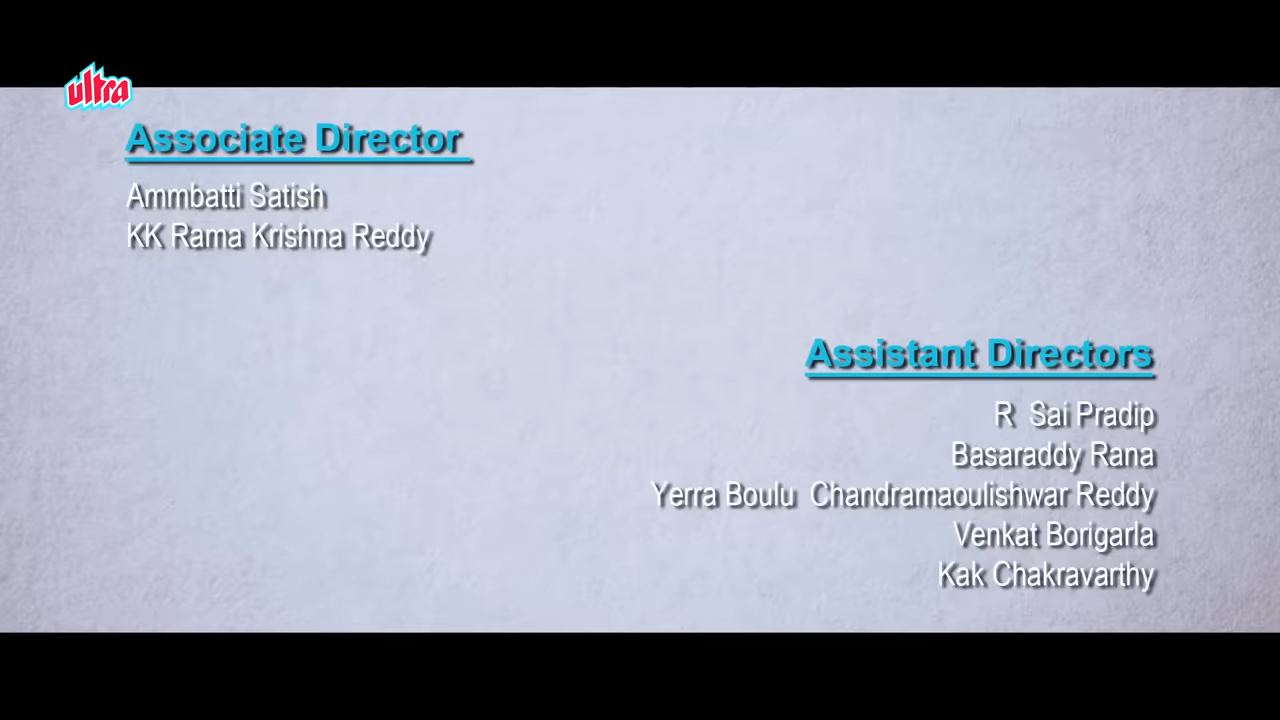 ultra
Associate Director
Ammbatti Satish
KK Rama Krishna Reddy
Assistant Directors
R Sai Pradip
Basaraddy Rana
Yerra Boulu Chandramaoulishwar Reddy
Venkat Borigarla
Kak Chakravarthy